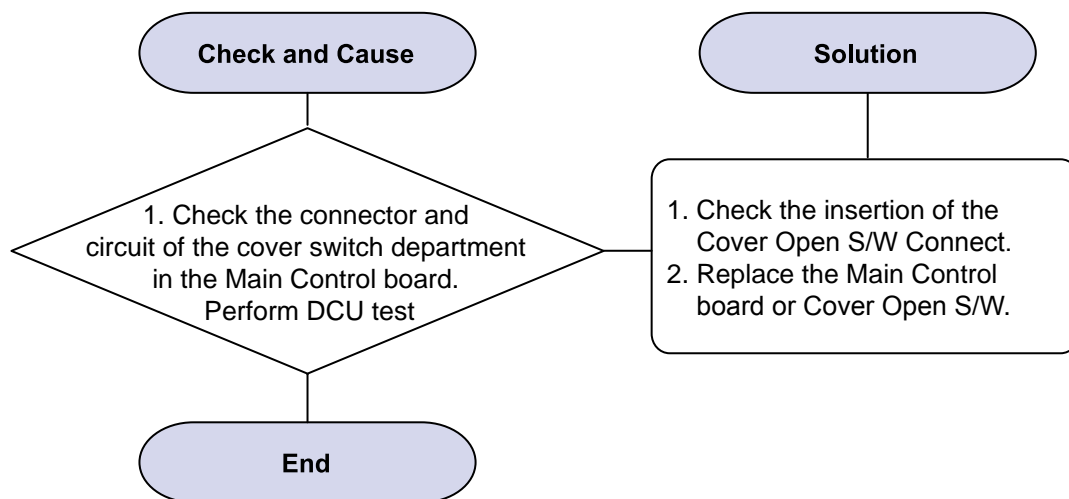 Check and Cause
1. Check the connector and
circuit of the cover switch department
in the Main Control board.
Perform DCU test
End
Solution
1. Check the insertion of the
Cover Open S/W Connect.
2. Replace the Main Control
board or Cover Open S/W.